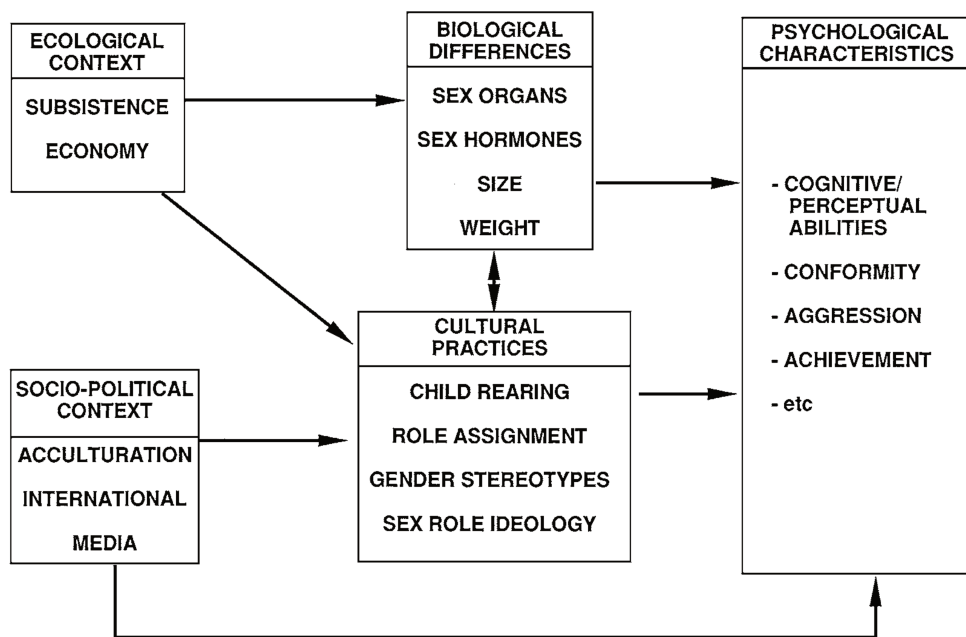 ECOLOGICAL
CONTEXT
SUBSISTENCE
ECONOMY
BIOLOGICAL
DIFFERENCES
SEX ORGANS
SEX HORMONES
SIZE
WEIGHT
PSYCHOLOGICAL
CHARACTERISTICS
- COGNITIVE/
PERCEPTUAL
ABILITIES
- CONFORMITY
- AGGRESSION
- ACHIEVEMENT
- etc
SOCIO-POLITICAL
CONTEXT
ACCULTURATION
INTERNATIONAL
MEDIA
CULTURAL
PRACTICES
CHILD REARING
ROLE ASSIGNMENT
GENDER STEREOTYPES
SEX ROLE IDEOLOGY